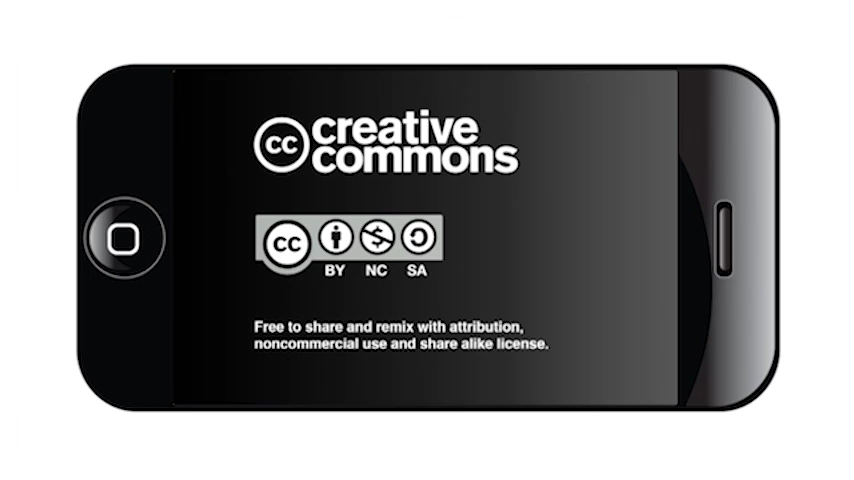 cc creative
commons
cc
BY NC SA
Free to share and remix with attribution,
noncommercial use and share alike license.